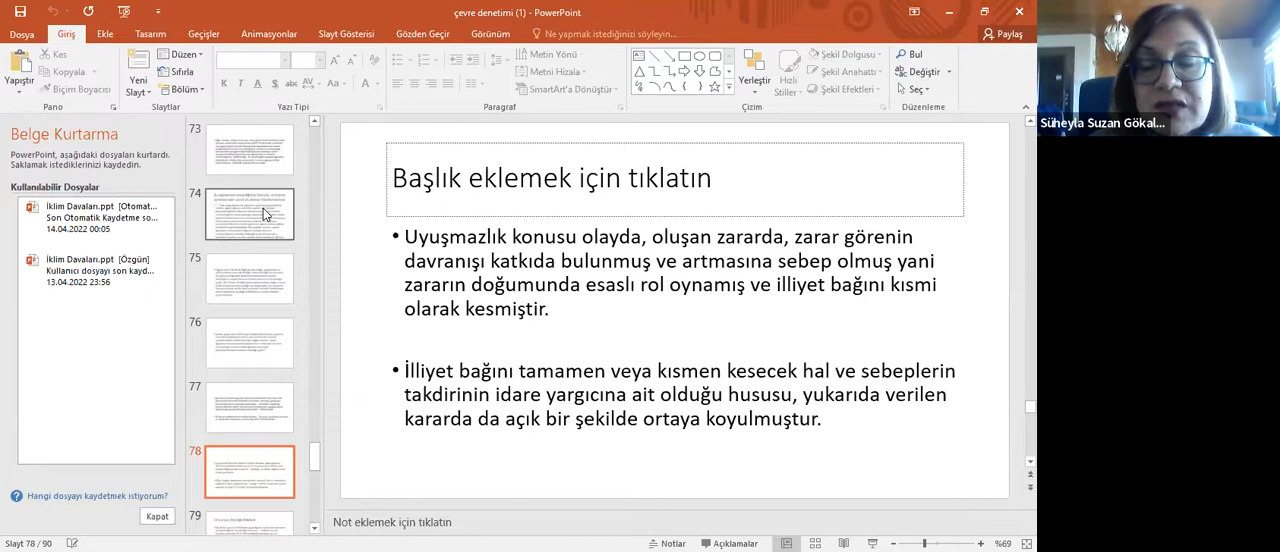 çevre denetimi (1) - PowerPoint
Dosya Giriş Ekle Tasarım Geçişler Animasyonlar Slayt Gösterisi Gözden Geçir Görünüm Ne yapmak istediğinizi söyleyin... Paylaş
Yapıştır
Kes
Kopyala
Biçim Boyacısı
Pano
Yeni
Slayt
Düzen
Sıfırla
Bölüm
Slaytlar
K T A S abc AV Aa A
Yazı Tipi
Metin Yönü
Metni Hizala
SmartArt'a Dönüştür
Paragraf
Yerleştir
Hızlı
Stiller
Şekil Dolgusu
Şekil Anahattı
Şekil Efektleri
Çizim
Bul
Değiştir
Seç
Düzenleme
Süheyla Suzan Gökal...
Belge Kurtarma
PowerPoint, aşağıdaki dosyaları kurtardı.
Saklamak istediklerinizi kaydedin.
Kullanılabilir Dosyalar
İklim Davaları.ppt [Otomat...
Son Otomatik Kaydetme so...
14.04.2022 00:05
İklim Davaları.ppt [Özgün]
Kullanıcı dosyayı son kayd...
13.04.2022 23:56
Hangi dosyayı kaydetmek istiyorum?
Kapat
73
74
75
76
77
78
79
Başlık eklemek için tıklatın
• Uyuşmazlık konusu olayda, oluşan zararda, zarar görenin
davranışı katkıda bulunmuş ve artmasına sebep olmuş yani
zararın doğumunda esaslı rol oynamış ve illiyet bağını kısmi
olarak kesmiştir.
• İlliyet bağını tamamen veya kısmen kesecek hal ve sebeplerin
takdirinin idare yargıcına ait olduğu hususu, yukarıda verilen
kararda da açık bir şekilde ortaya koyulmuştur.
Not eklemek için tıklatın
Slayt 78 / 90
Notlar
Açıklamalar
%69